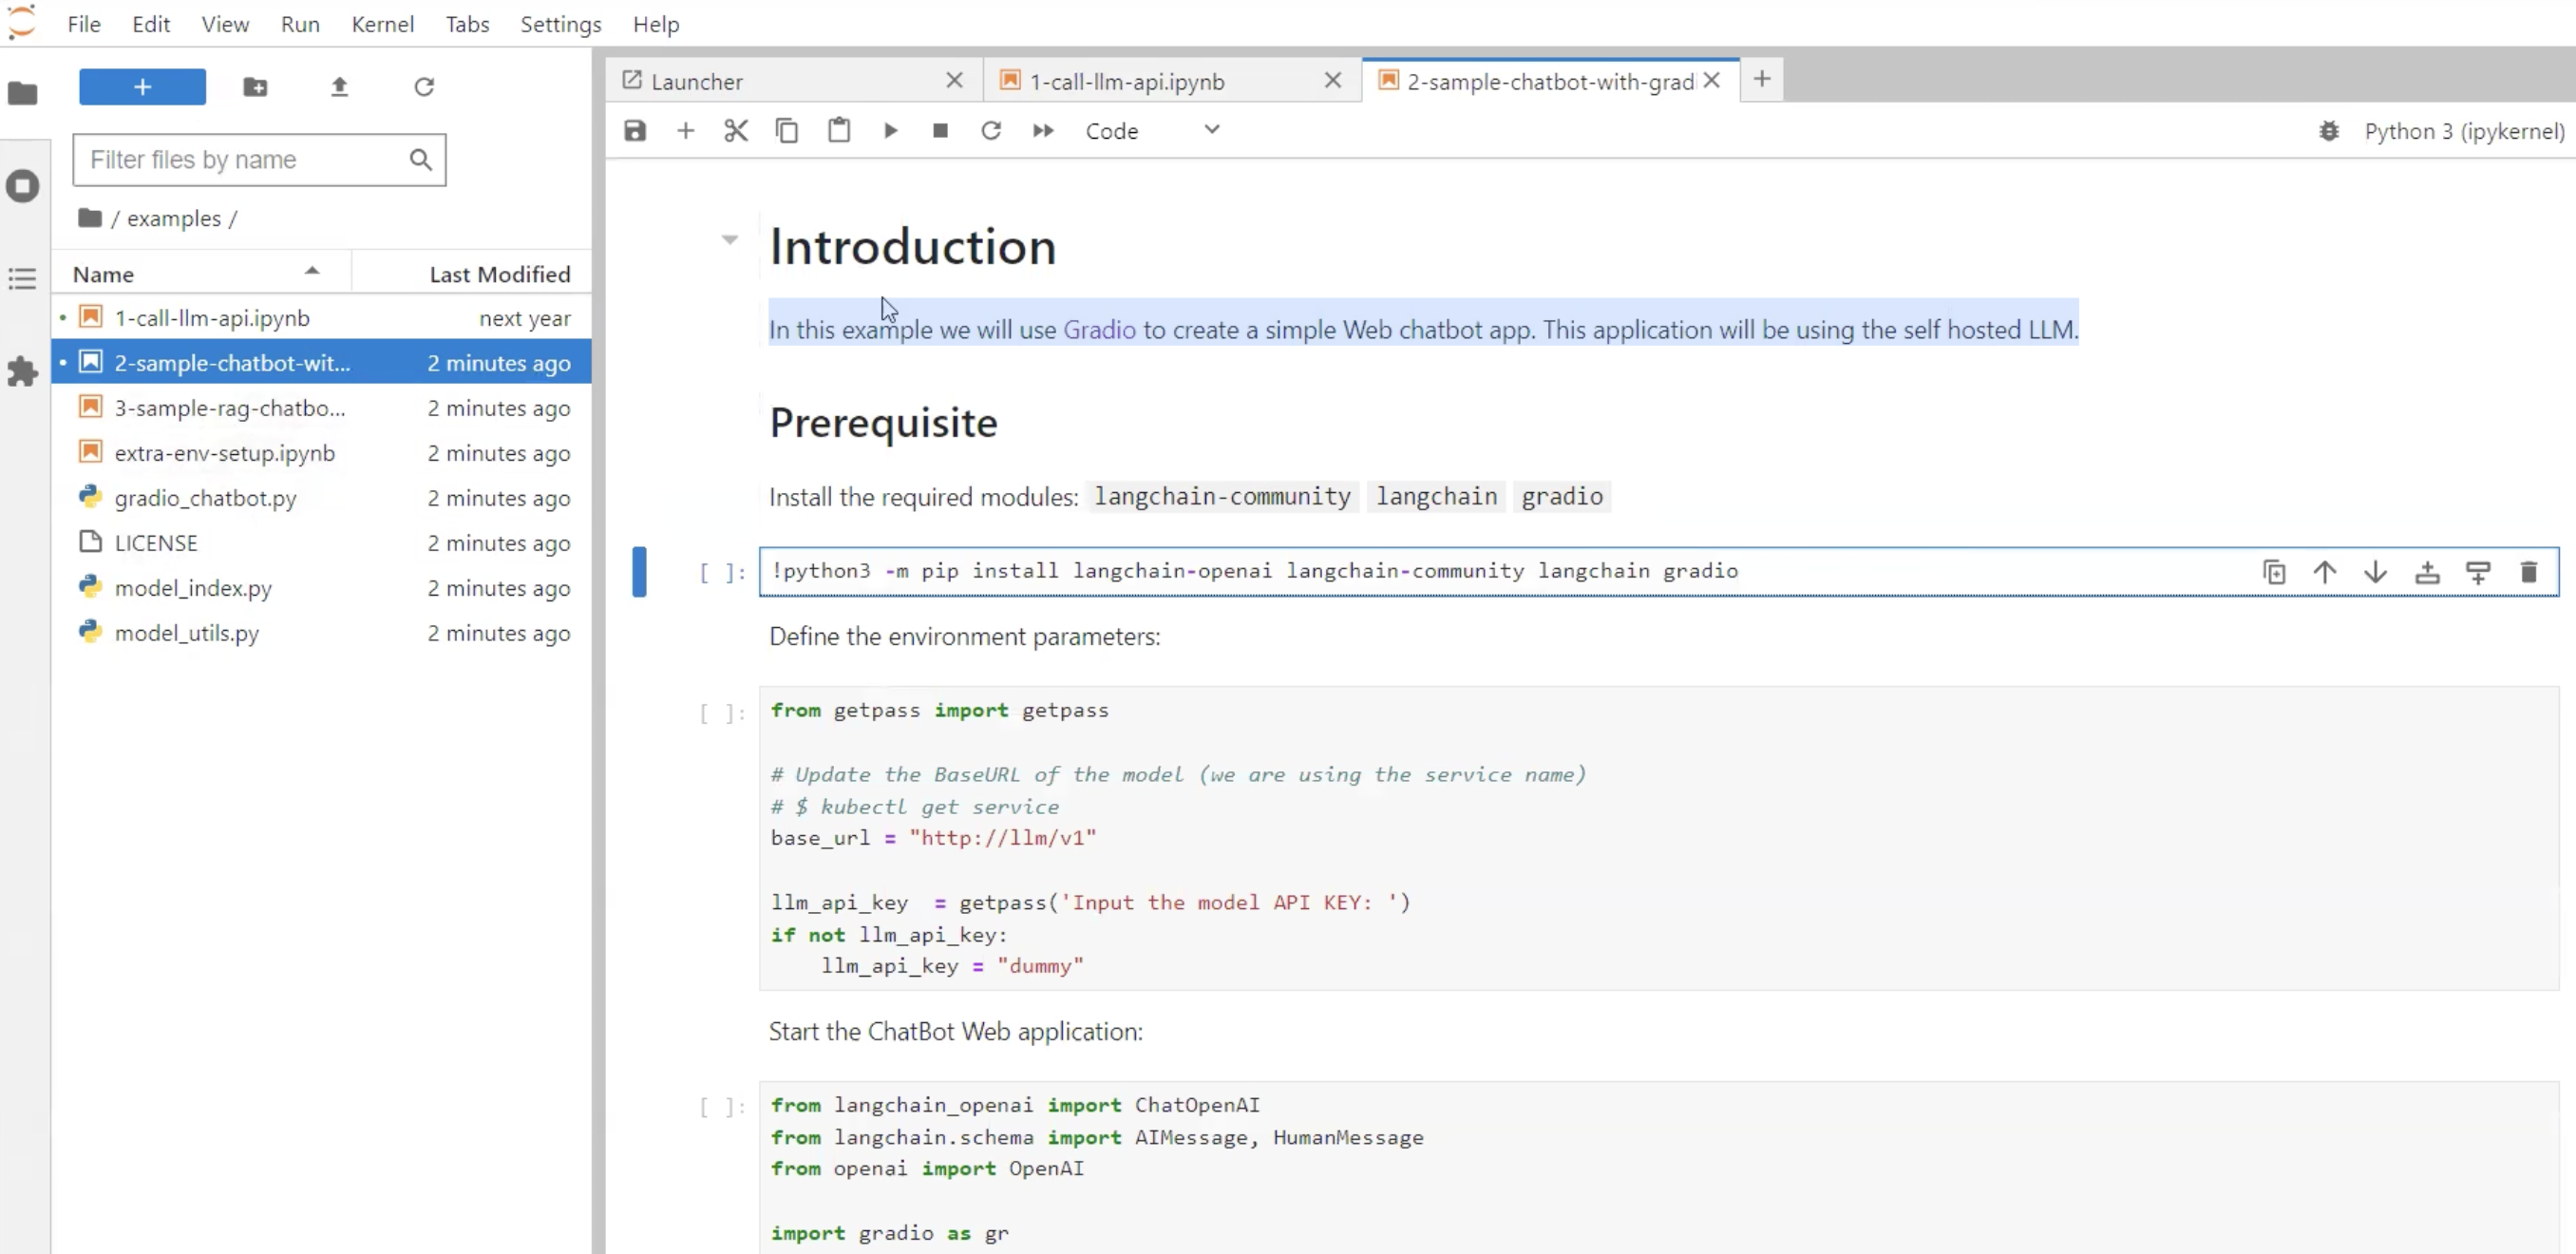 File Edit View Run Kernel Tabs Settings Help
+
Filter files by name
/ examples /
Name Last Modified
1-call-llm-api.ipynb next year
2-sample-chatbot-wit... 2 minutes ago
3-sample-rag-chatbo... 2 minutes ago
extra-env-setup.ipynb 2 minutes ago
gradio_chatbot.py 2 minutes ago
LICENSE 2 minutes ago
model_index.py 2 minutes ago
model_utils.py 2 minutes ago
Launcher 1-call-llm-api.ipynb 2-sample-chatbot-with-grad
Code Python 3 (ipykernel)
Introduction
In this example we will use Gradio to create a simple Web chatbot app. This application will be using the self hosted LLM.
Prerequisite
Install the required modules: langchain-community langchain gradio
[ ]: !python3 -m pip install langchain-openai langchain-community langchain gradio
Define the environment parameters:
[ ]: from getpass import getpass
# Update the BaseURL of the model (we are using the service name)
# $ kubectl get service
base_url = "http://llm/v1"
llm_api_key  = getpass('Input the model API KEY: ')
if not llm_api_key:
    llm_api_key = "dummy"
Start the ChatBot Web application:
[ ]: from langchain_openai import ChatOpenAI
from langchain.schema import AIMessage, HumanMessage
from openai import OpenAI
import gradio as gr